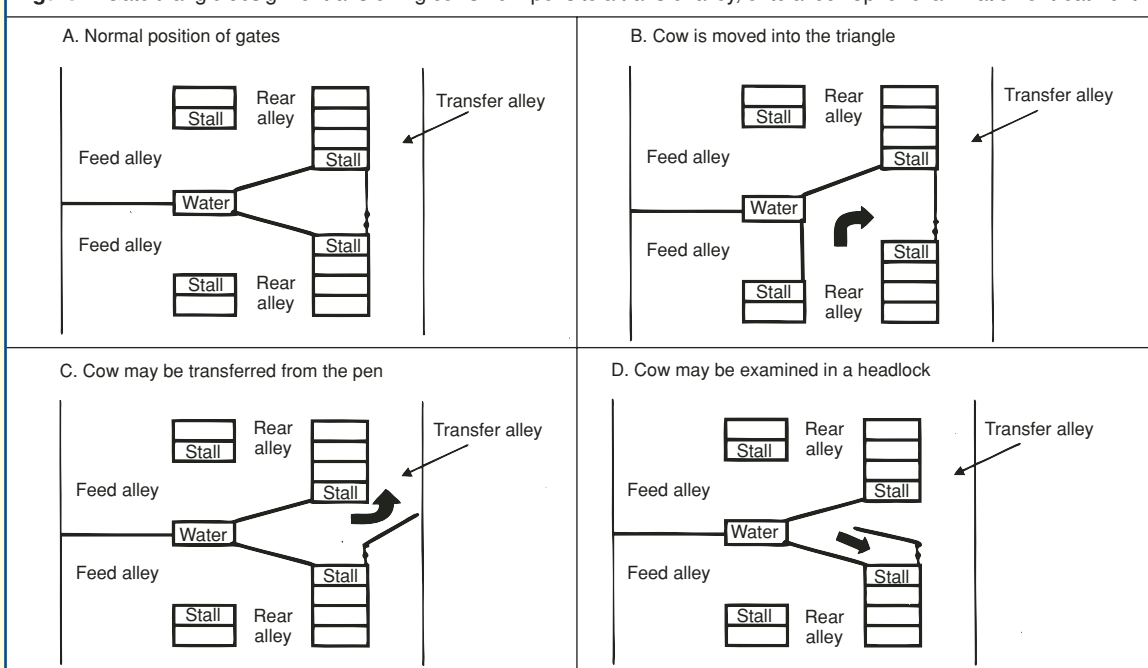 A. Normal position of gates
Rear
alley
Stall
Transfer alley
Feed alley
Stall
Water
Feed alley
Stall
Stall
Rear
alley
B. Cow is moved into the triangle
Rear
alley
Stall
Transfer alley
Feed alley
Stall
Water
Feed alley
Stall
Stall
Rear
alley
C. Cow may be transferred from the pen
Rear
alley
Stall
Transfer alley
Feed alley
Stall
Water
Feed alley
Stall
Stall
Rear
alley
D. Cow may be examined in a headlock
Rear
alley
Stall
Transfer alley
Feed alley
Stall
Water
Feed alley
Stall
Stall
Rear
alley